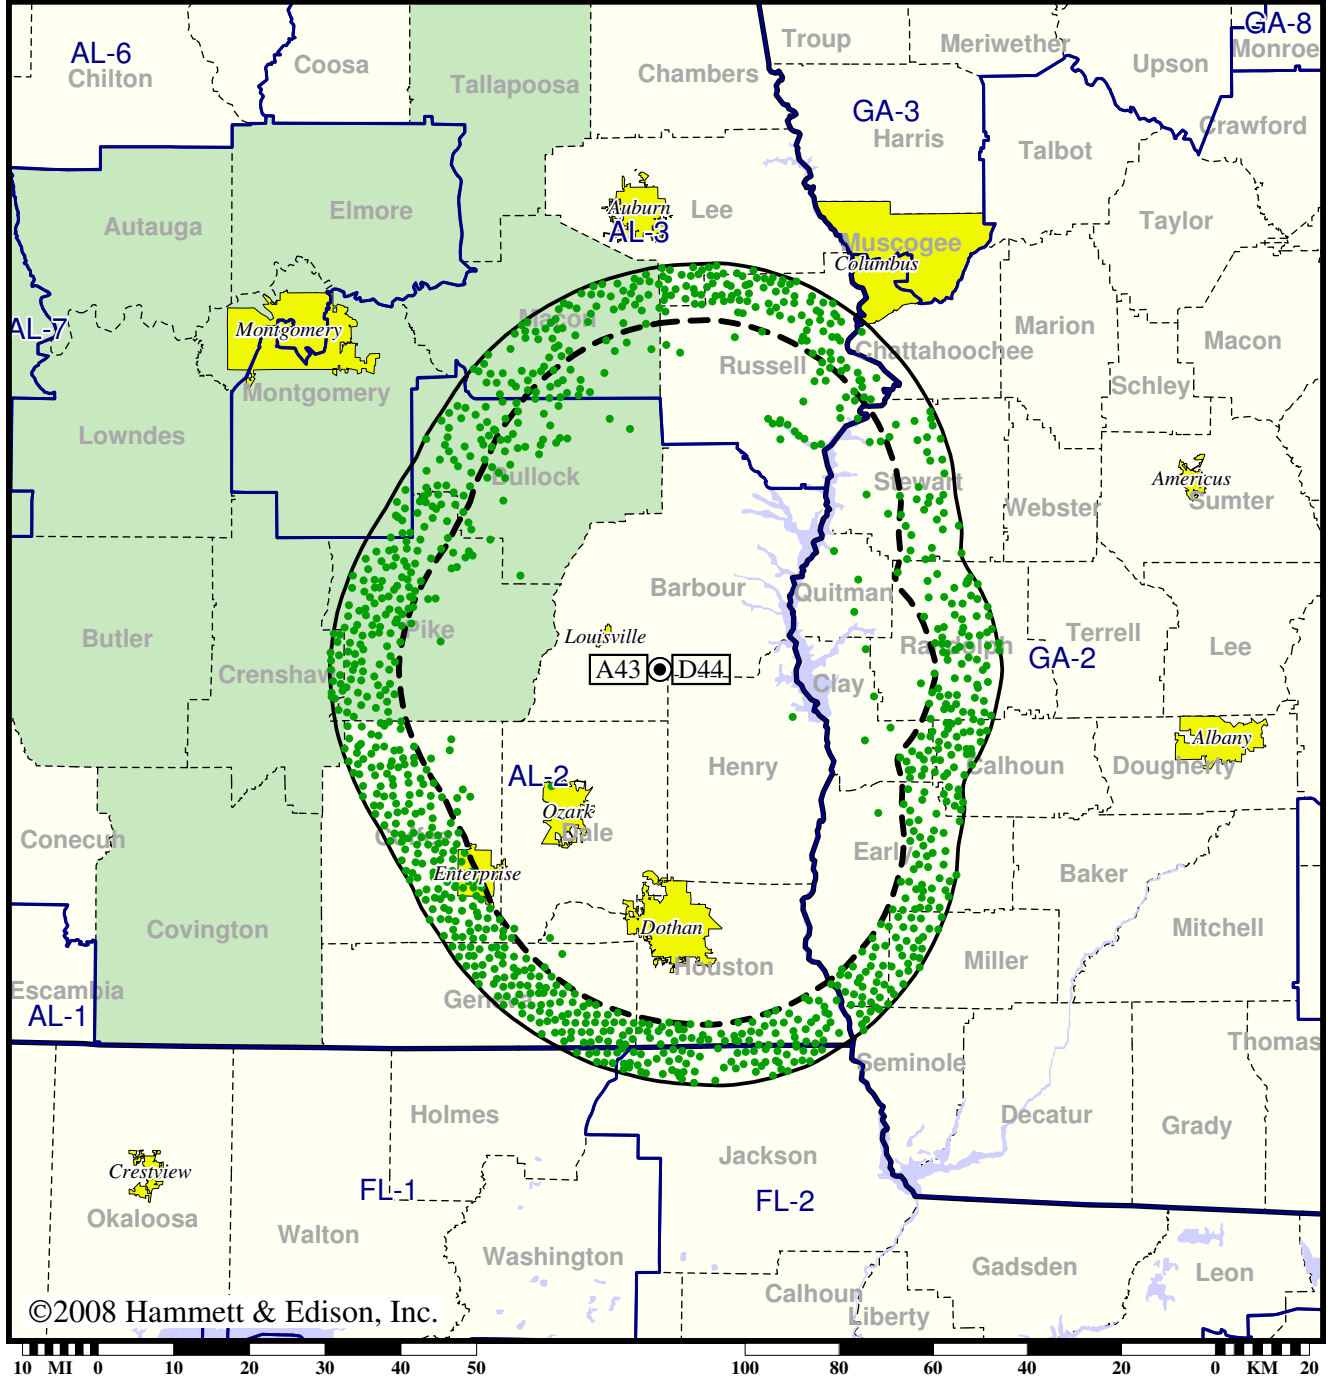 AL-6
Chilton
Coosa
Tallapoosa
Chambers
Troup
Meriwether
Upson
GA-8
Monroe
GA-3
Harris
Talbot
Crawford
Autauga
Elmore
Auburn
Lee
AL-3
Muscogee
Columbus
Taylor
AL-7
Montgomery
Montgomery
Macon
Russell
Chattahoochee
Marion
Macon
Schley
Lowndes
Bullock
Stewart
Webster
Americus
Sumter
Butler
Crenshaw
Pike
Barbour
Louisville
Quitman
Randolph
Terrell
Lee
GA-2
A43
D44
Clay
AL-2
Henry
Calhoun
Albany
Dougherty
Conecuh
Ozark
Dale
Early
Enterprise
Baker
Covington
Dothan
Houston
Mitchell
Miller
Escambia
AL-1
Geneva
Thomas
Seminole
Holmes
Decatur
Grady
Crestview
Okaloosa
FL-1
Jackson
FL-2
Walton
Washington
Gadsden
Leon
Calhoun
Liberty
©2008 Hammett & Edison, Inc.
10 MI 0 10 20 30 40 50 100 80 60 40 20 0 KM 20